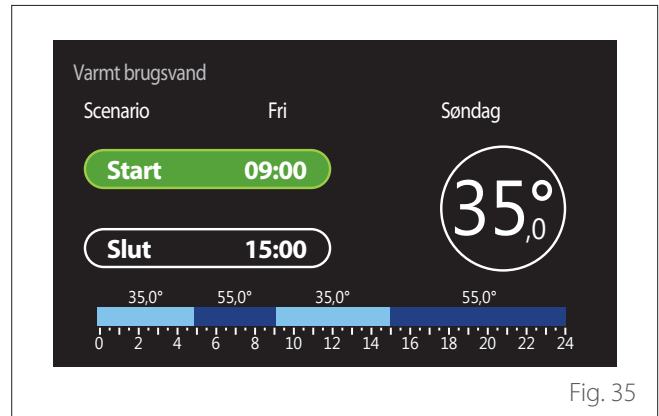 Varmt brugsvand
Scenario Fri Søndag
Start 09:00
35°,0
Slut 15:00
35,0° 55,0° 35,0° 55,0°
0 2 4 6 8 10 12 14 16 18 20 22 24
Fig. 35